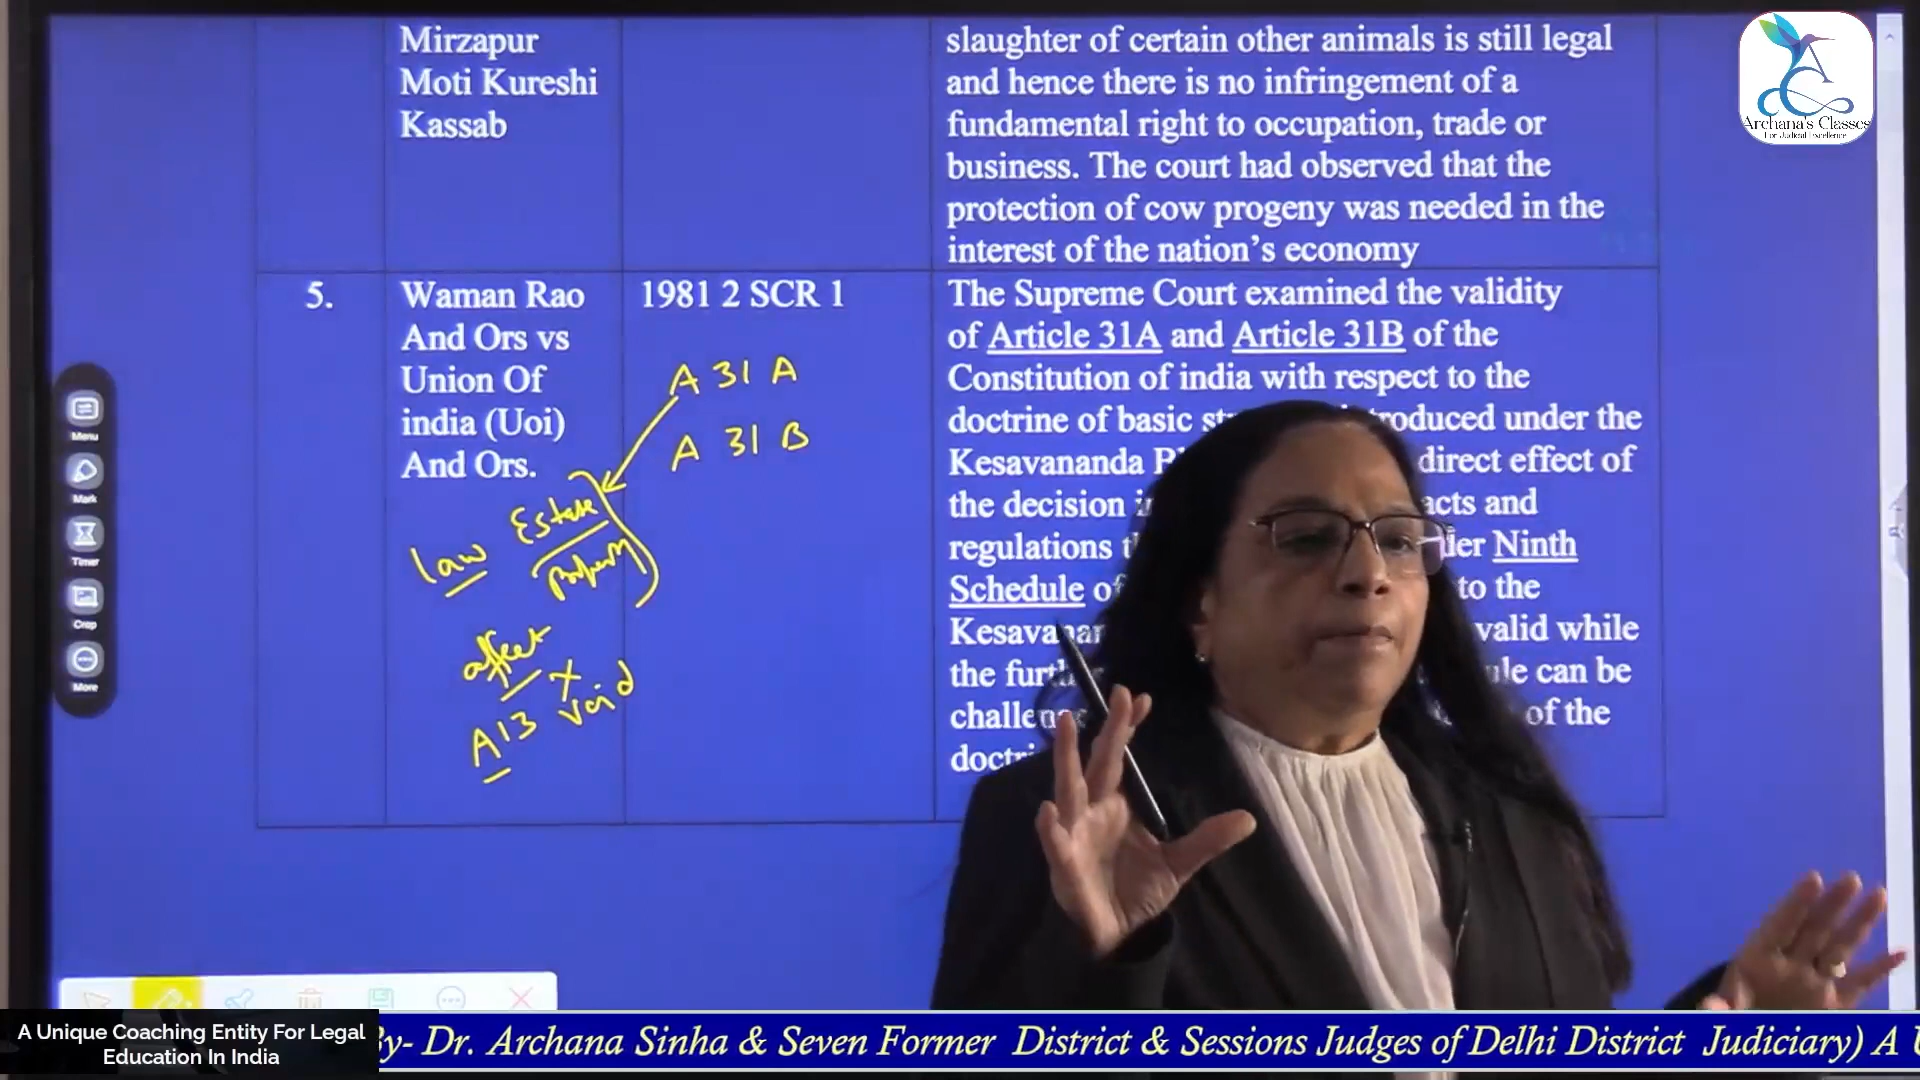 Mirzapur
Moti Kureshi
Kassab
slaughter of certain other animals is still legal
and hence there is no infringement of a
fundamental right to occupation, trade or
business. The court had observed that the
protection of cow progeny was needed in the
interest of the nation’s economy
5.
Waman Rao
And Ors vs
Union Of
india (Uoi)
And Ors.
1981 2 SCR 1
The Supreme Court examined the validity
of Article 31A and Article 31B of the
Constitution of india with respect to the
doctrine of basic introduced under the
Kesavananda direct effect of
the decision acts and
regulations Ninth
Schedule to the
valid while
the can be
of the
A 31 A
A 31 B
law Estate
property
affect
A13 x void
Menu
Mark
Timer
Crop
More
Archana's Classes
For Judicial Excellence
A Unique Coaching Entity For Legal
Education In India
By- Dr. Archana Sinha & Seven Former District & Sessions Judges of Delhi District Judiciary) A